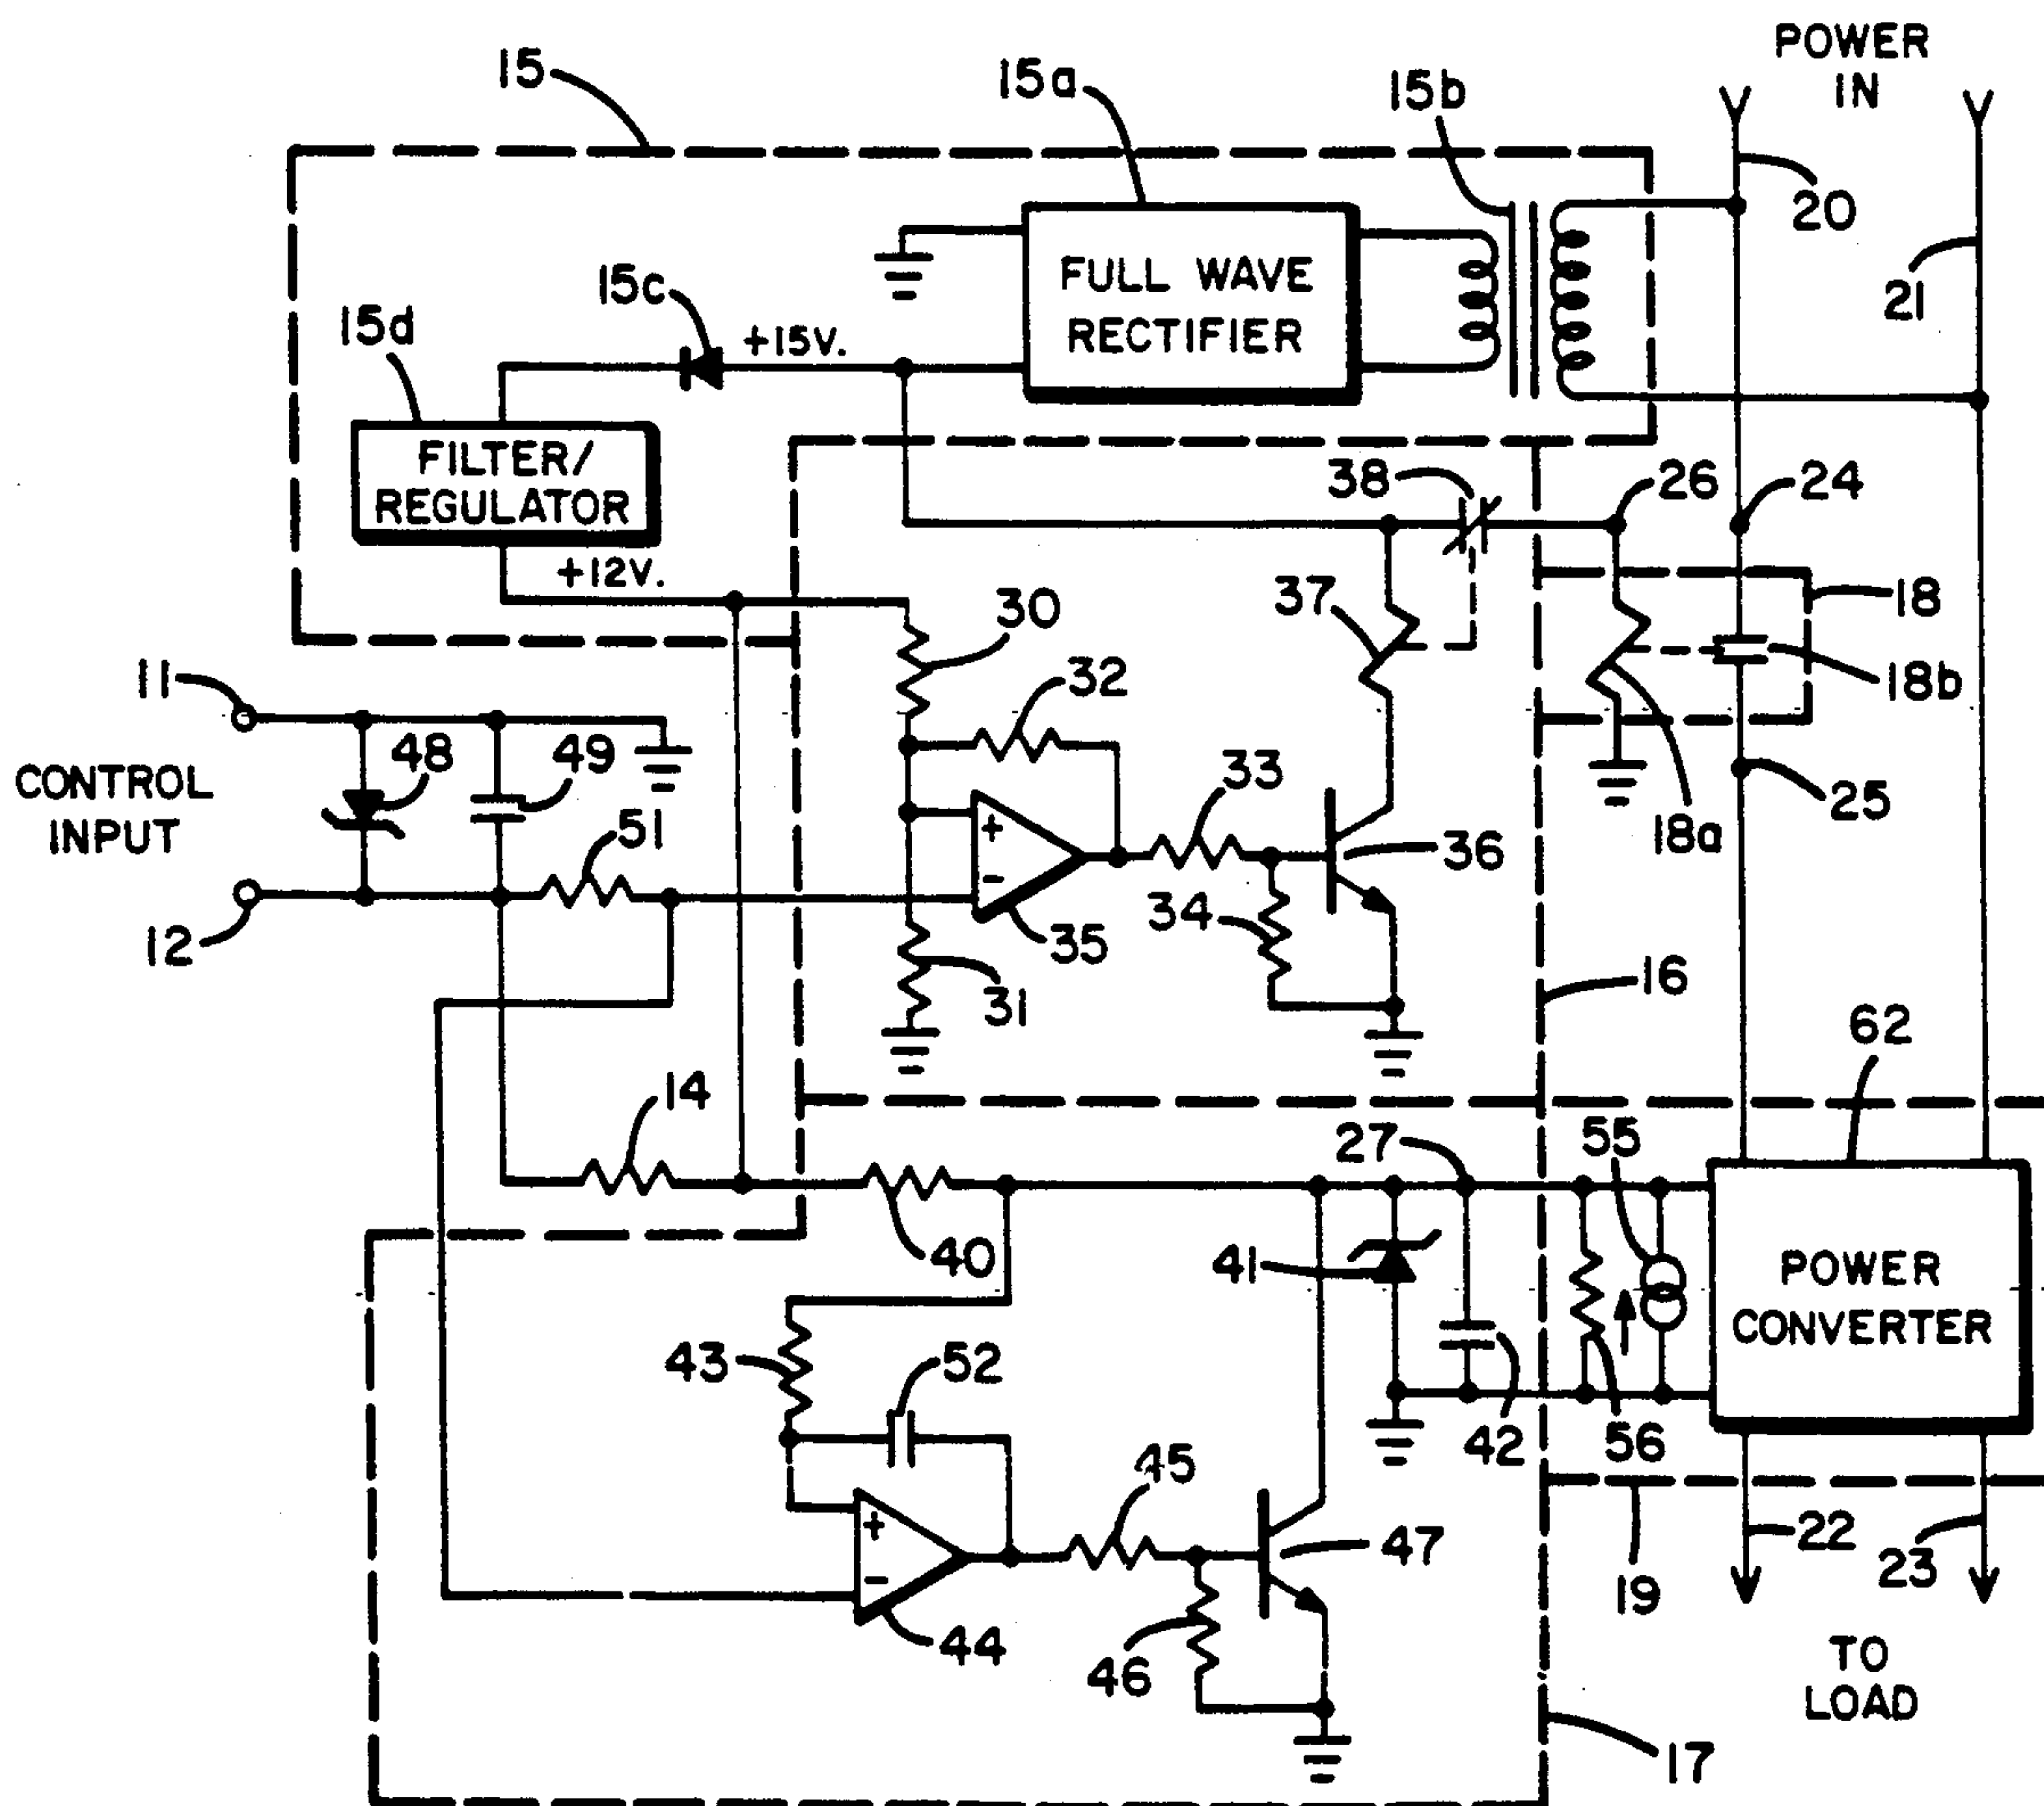 POWER
IN
15
15a
15b
20
21
FULL WAVE
RECTIFIER
15c
+15V.
15d
FILTER/
REGULATOR
+12V.
38
26
24
37
18
18b
30
32
11
48
49
CONTROL
INPUT
51
33
25
18a
36
12
34
35
31
16
62
14
27
55
40
41
POWER
CONVERTER
43
52
42
56
45
47
22
23
19
44
46
TO
LOAD
17
+
-
+
-